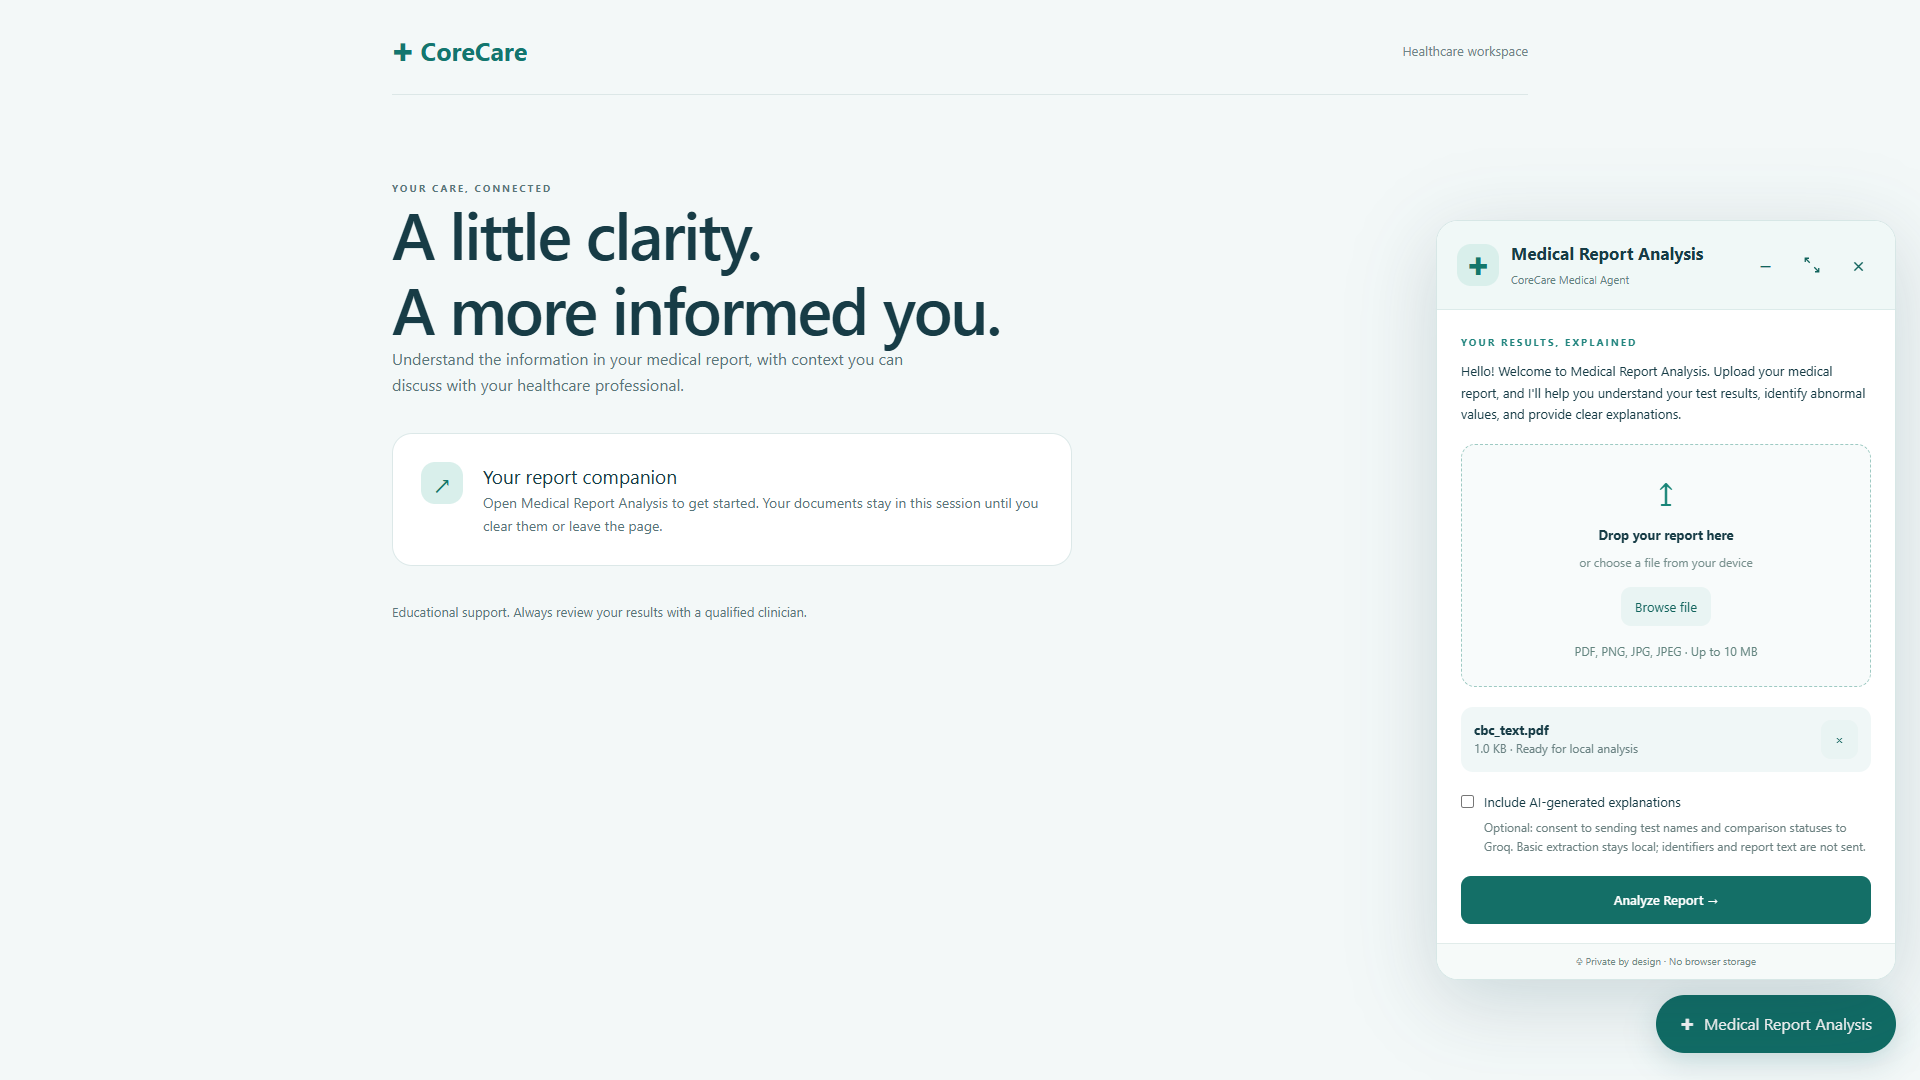 CoreCare
Healthcare workspace
YOUR CARE, CONNECTED
A little clarity.
A more informed you.
Understand the information in your medical report, with context you can
discuss with your healthcare professional.
Your report companion
Open Medical Report Analysis to get started. Your documents stay in this session until you
clear them or leave the page.
Educational support. Always review your results with a qualified clinician.
Medical Report Analysis
CoreCare Medical Agent
YOUR RESULTS, EXPLAINED
Hello! Welcome to Medical Report Analysis. Upload your medical
report, and I'll help you understand your test results, identify abnormal
values, and provide clear explanations.
Drop your report here
or choose a file from your device
Browse file
PDF, PNG, JPG, JPEG · Up to 10 MB
cbc_text.pdf
1.0 KB · Ready for local analysis
Include AI-generated explanations
Optional: consent to sending test names and comparison statuses to
Groq. Basic extraction stays local; identifiers and report text are not sent.
Analyze Report →
Private by design · No browser storage
Medical Report Analysis